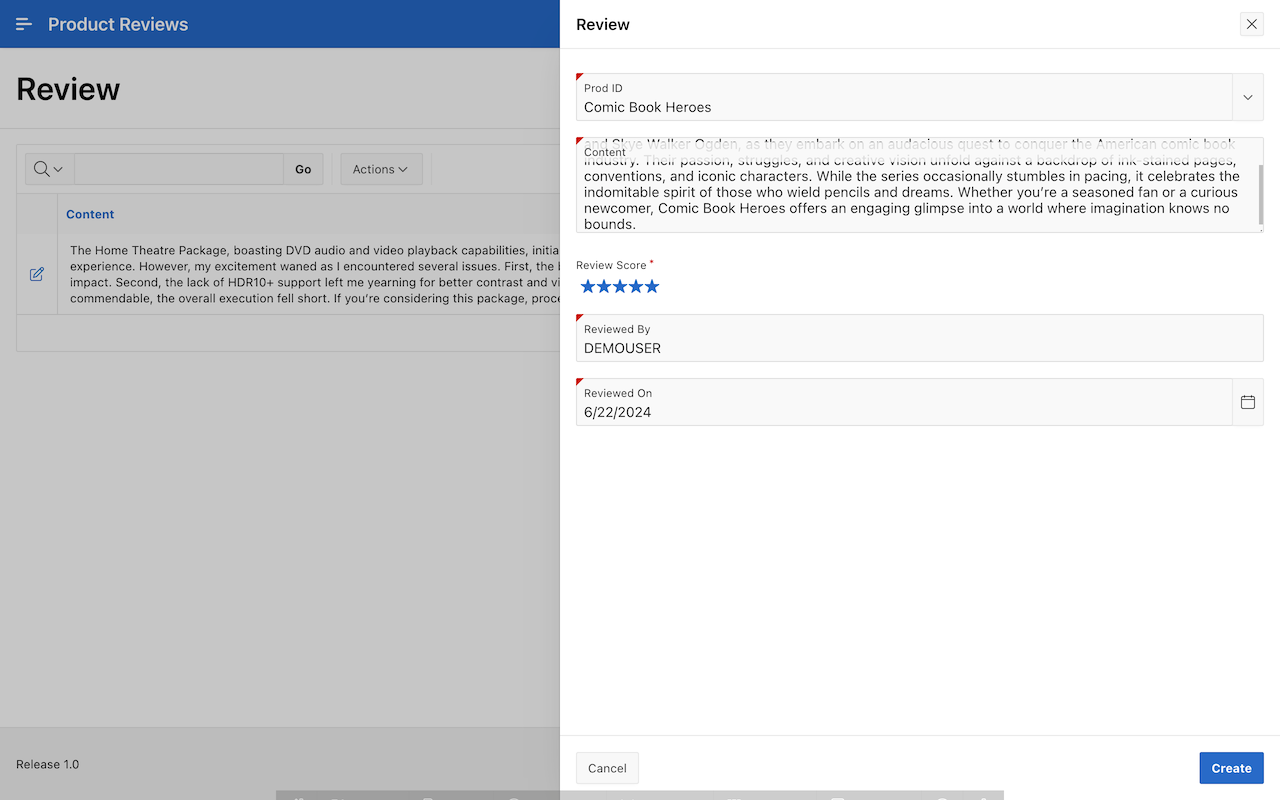 Product Reviews
Review
Go
Actions
Content
The Home Theatre Package, boasting DVD audio and video playback capabilities, initia
experience. However, my excitement waned as I encountered several issues. First, the
impact. Second, the lack of HDR10+ support left me yearning for better contrast and vi
commendable, the overall execution fell short. If you're considering this package, proce
Release 1.0
Review
Prod ID
Comic Book Heroes
Content
and Skye Walker Ogden, as they embark on an audacious quest to conquer the American comic book
industry. Their passion, struggles, and creative vision unfold against a backdrop of ink-stained pages,
conventions, and iconic characters. While the series occasionally stumbles in pacing, it celebrates the
indomitable spirit of those who wield pencils and dreams. Whether you're a seasoned fan or a curious
newcomer, Comic Book Heroes offers an engaging glimpse into a world where imagination knows no
bounds.
Review Score *
Reviewed By
DEMOUSER
Reviewed On
6/22/2024
Cancel
Create